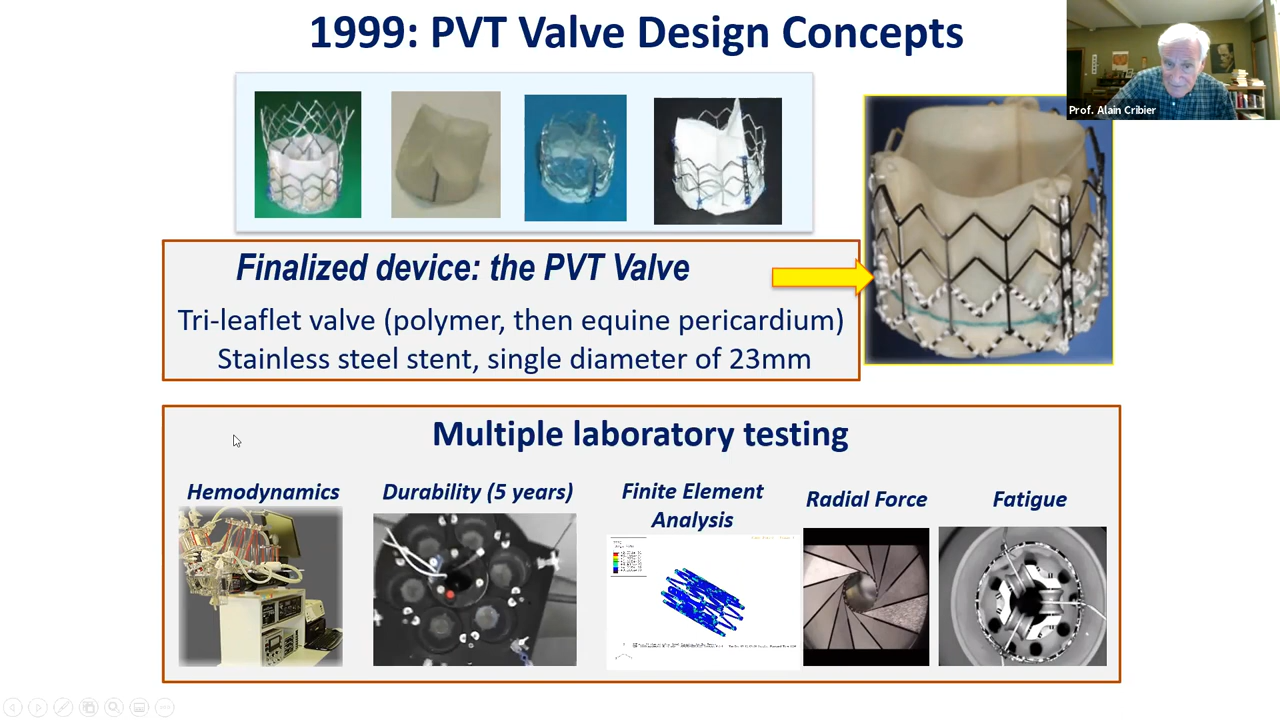 1999: PVT Valve Design Concepts
Prof. Alain Cribier
Finalized device: the PVT Valve
Tri-leaflet valve (polymer, then equine pericardium)
Stainless steel stent, single diameter of 23mm
Multiple laboratory testing
Hemodynamics
Durability (5 years)
Finite Element
Analysis
Radial Force
Fatigue